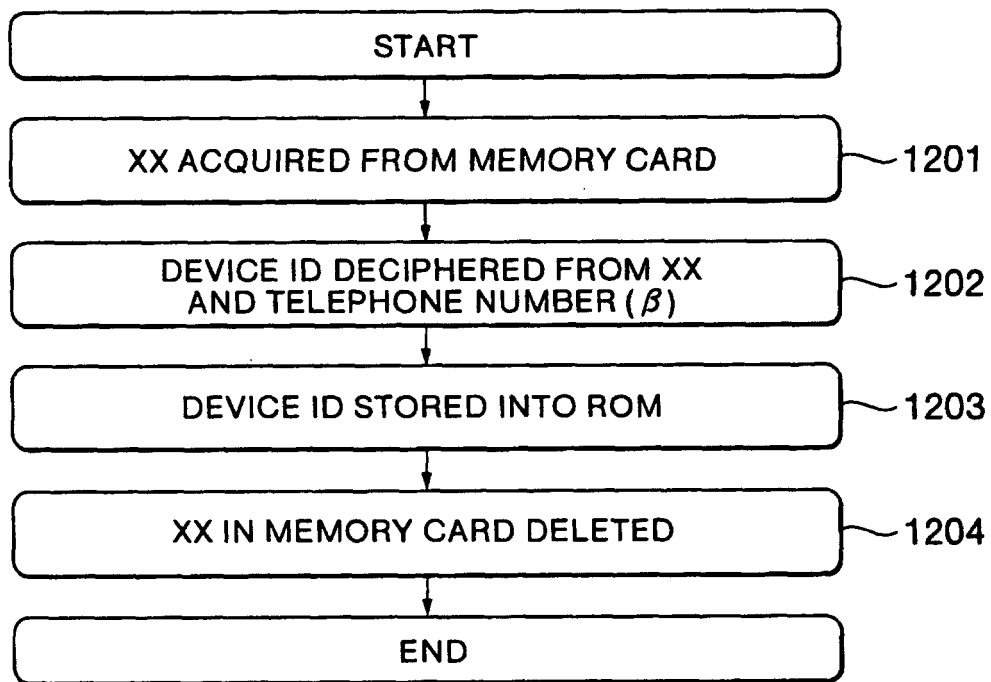 START
XX ACQUIRED FROM MEMORY CARD
1201
DEVICE ID DECIPHERED FROM XX
AND TELEPHONE NUMBER (β)
1202
DEVICE ID STORED INTO ROM
1203
XX IN MEMORY CARD DELETED
1204
END